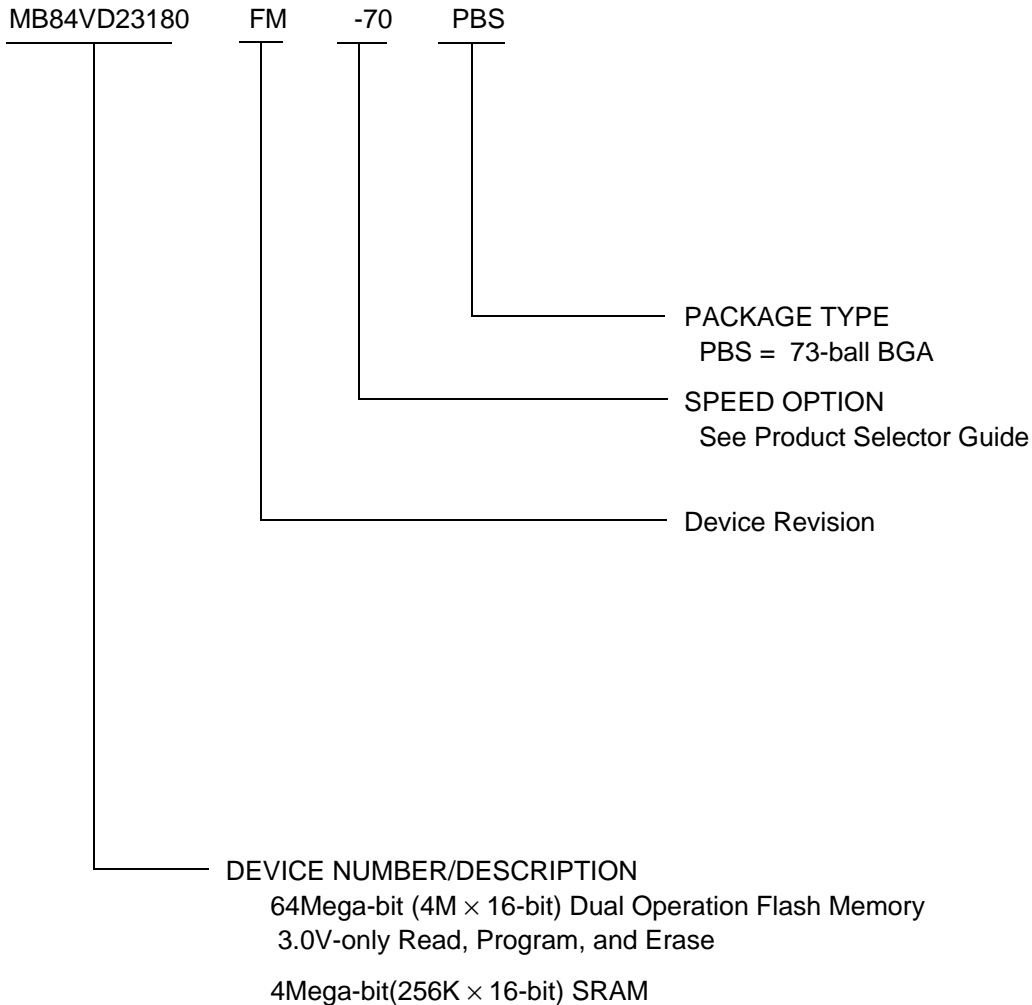 MB84VD23180 FM -70 PBS
PACKAGE TYPE
PBS = 73-ball BGA
SPEED OPTION
See Product Selector Guide
Device Revision
DEVICE NUMBER/DESCRIPTION
64Mega-bit (4M × 16-bit) Dual Operation Flash Memory
3.0V-only Read, Program, and Erase
4Mega-bit(256K × 16-bit) SRAM